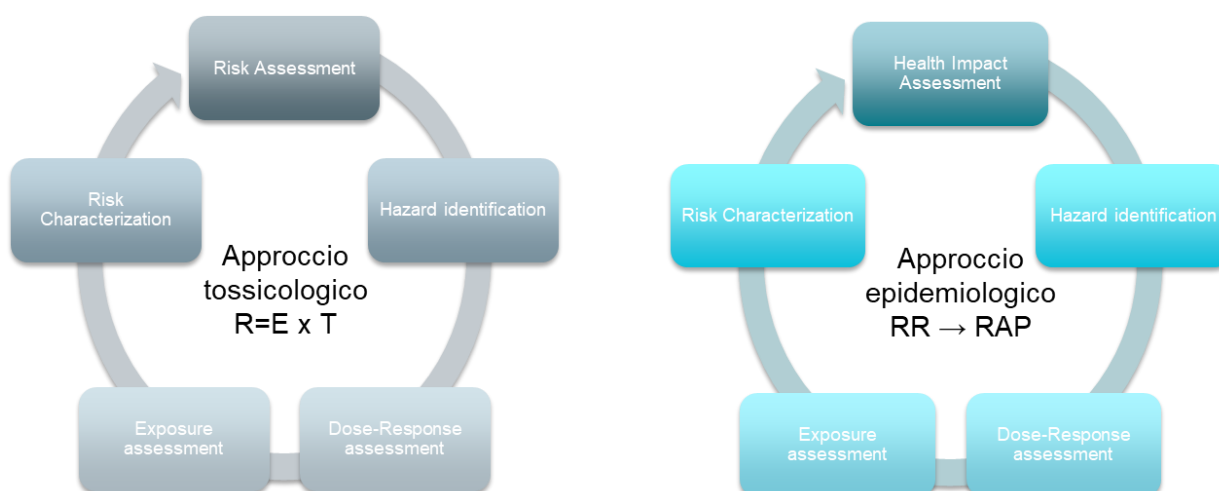 Risk Assessment
Hazard identification
Dose-Response
assessment
Exposure
assessment
Risk
Characterization
Approccio
tossicologico
R=E x T
Health Impact
Assessment
Hazard identification
Dose-Response
assessment
Exposure
assessment
Risk Characterization
Approccio
epidemiologico
RR → RAP